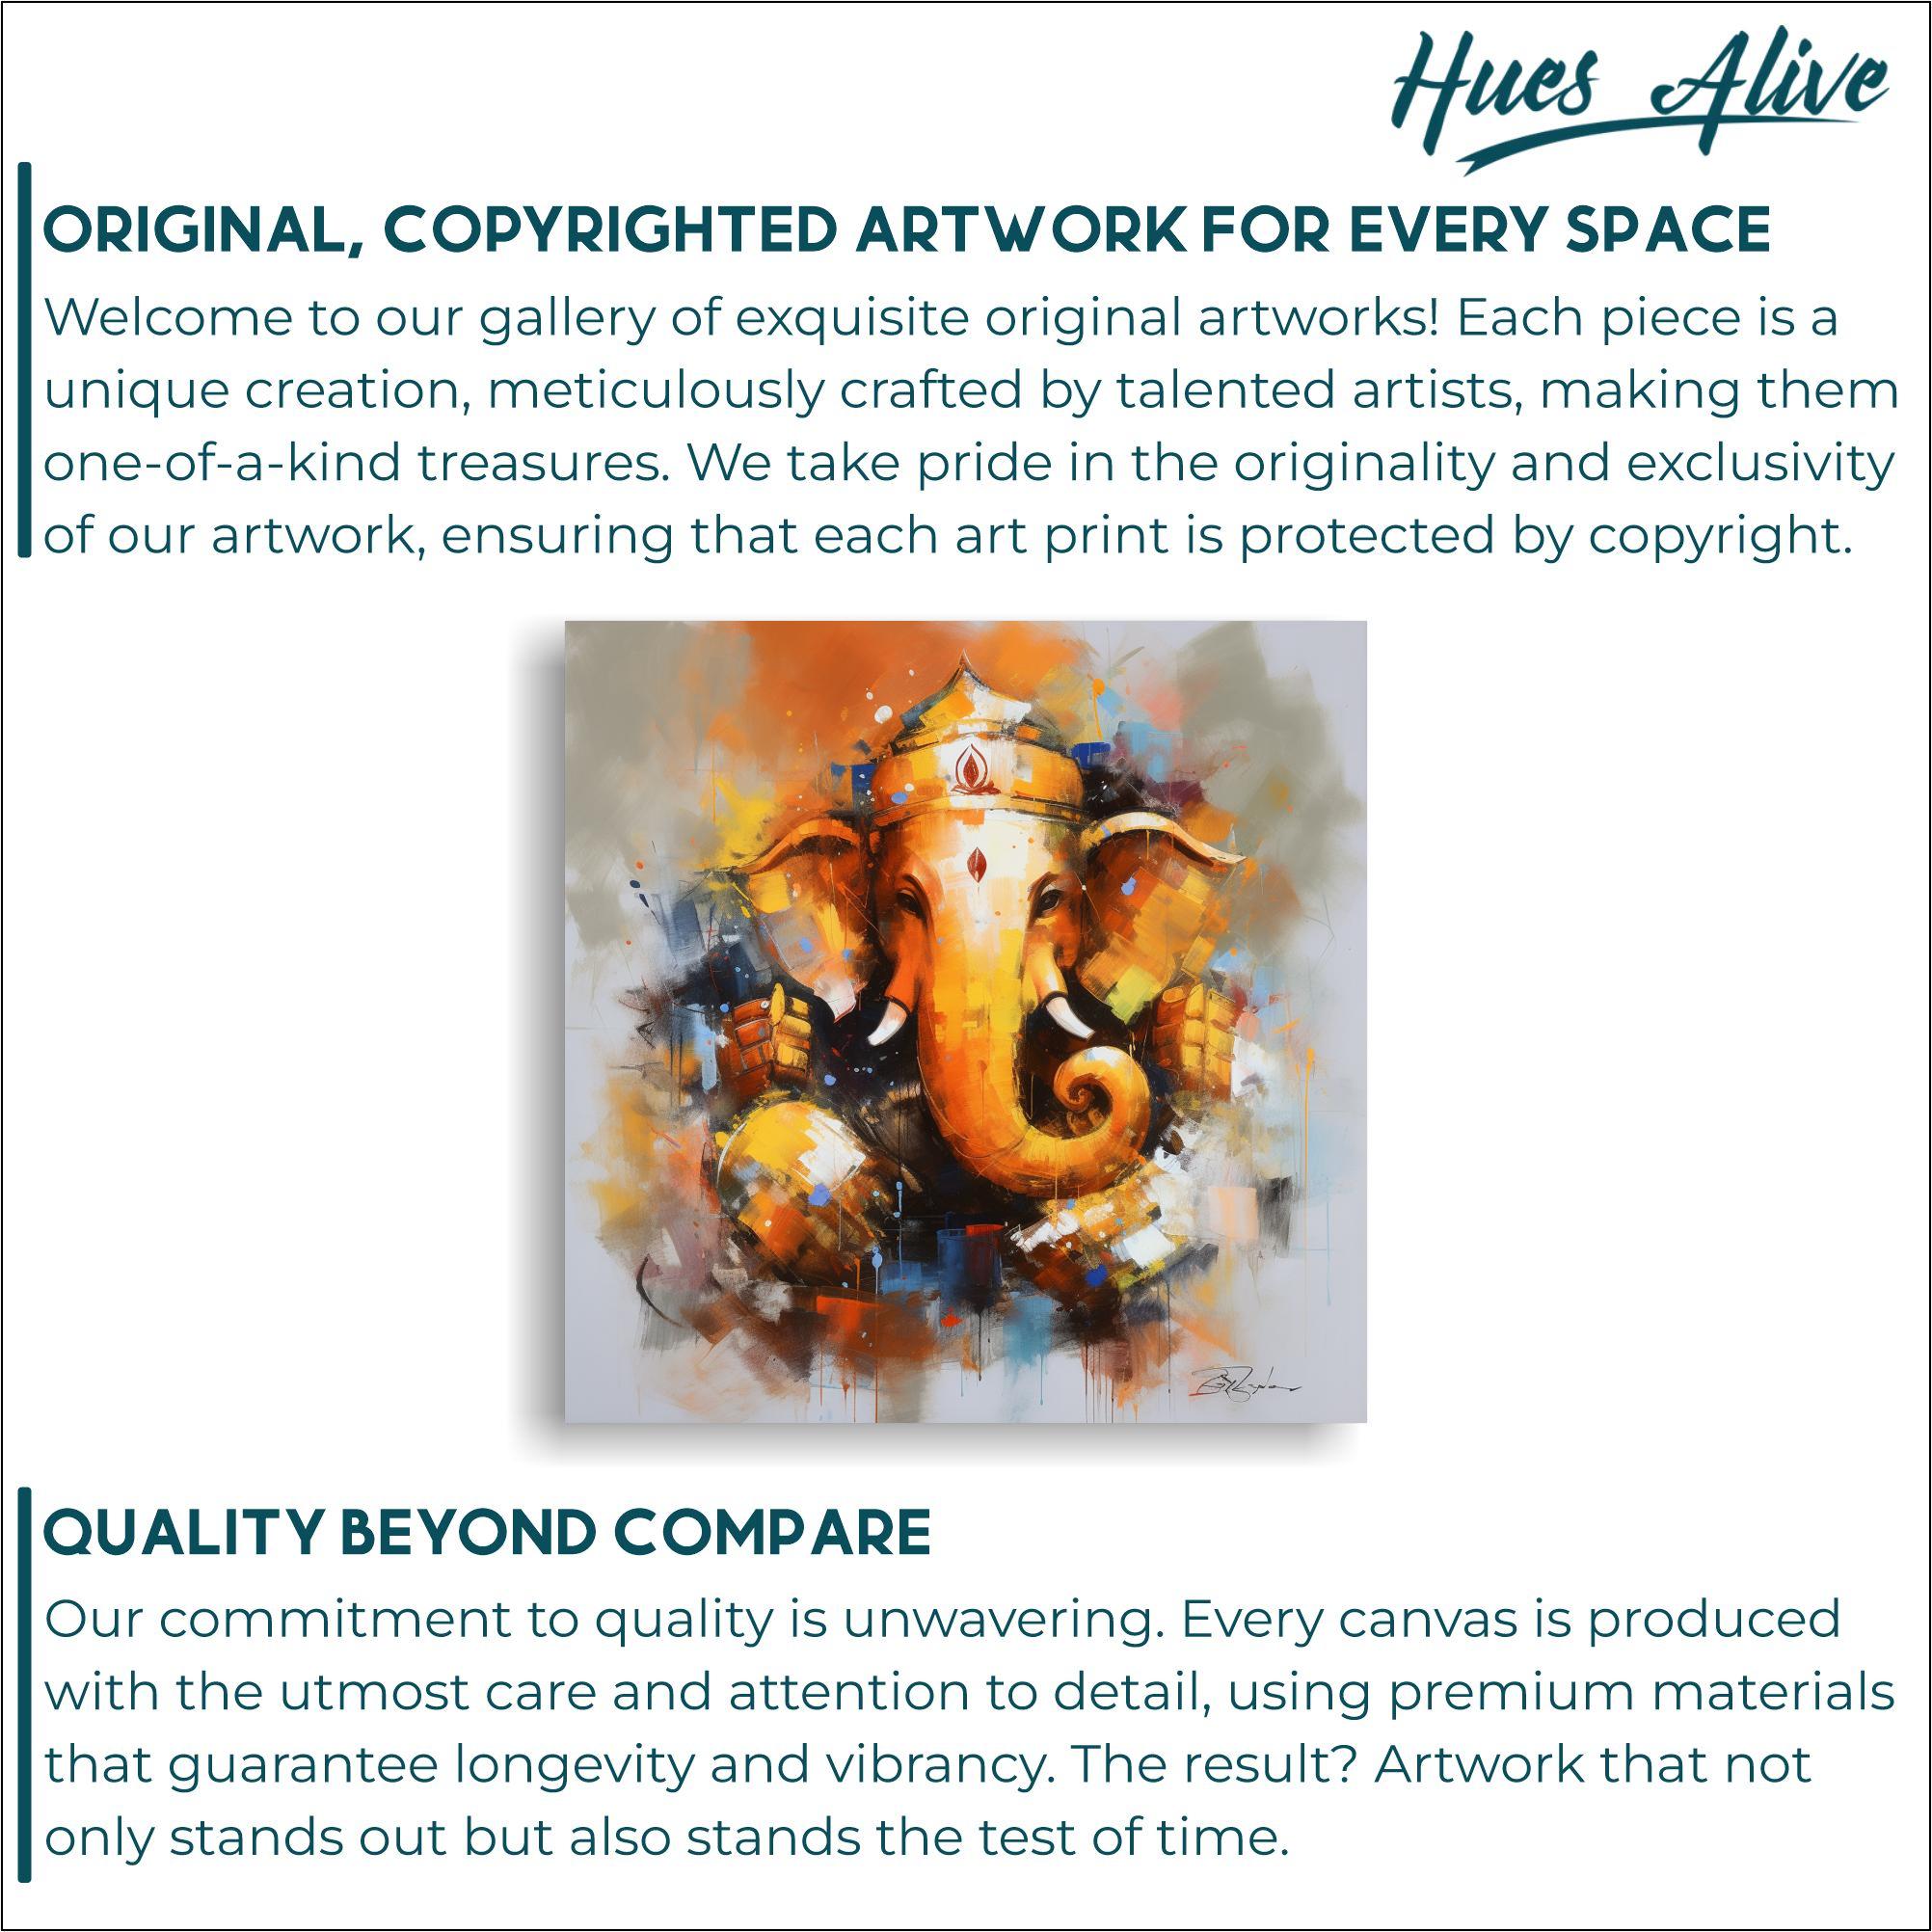 Hues Alive
ORIGINAL, COPYRIGHTED ARTWORK FOR EVERY SPACE
Welcome to our gallery of exquisite original artworks! Each piece is a
unique creation, meticulously crafted by talented artists, making them
one-of-a-kind treasures. We take pride in the originality and exclusivity
of our artwork, ensuring that each art print is protected by copyright.
QUALITY BEYOND COMPARE
Our commitment to quality is unwavering. Every canvas is produced
with the utmost care and attention to detail, using premium materials
that guarantee longevity and vibrancy. The result? Artwork that not
only stands out but also stands the test of time.